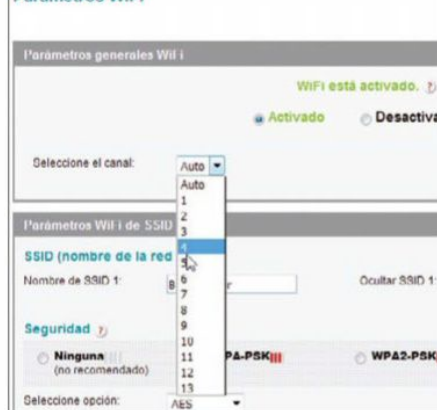 Parámetros WiFi
Parámetros generales WiFi
WiFi está activado.
Activado Desactiva
Seleccione el canal: Auto
Auto
1
2
3
4
5
6
7
8
9
10
11
12
13
Parámetros WiFi de SSID
SSID (nombre de la red
Nombre de SSID 1: Ocultar SSID 1:
Seguridad
Ninguna PA-PSK WPA2-PSK
(no recomendado)
Seleccione opción: AES